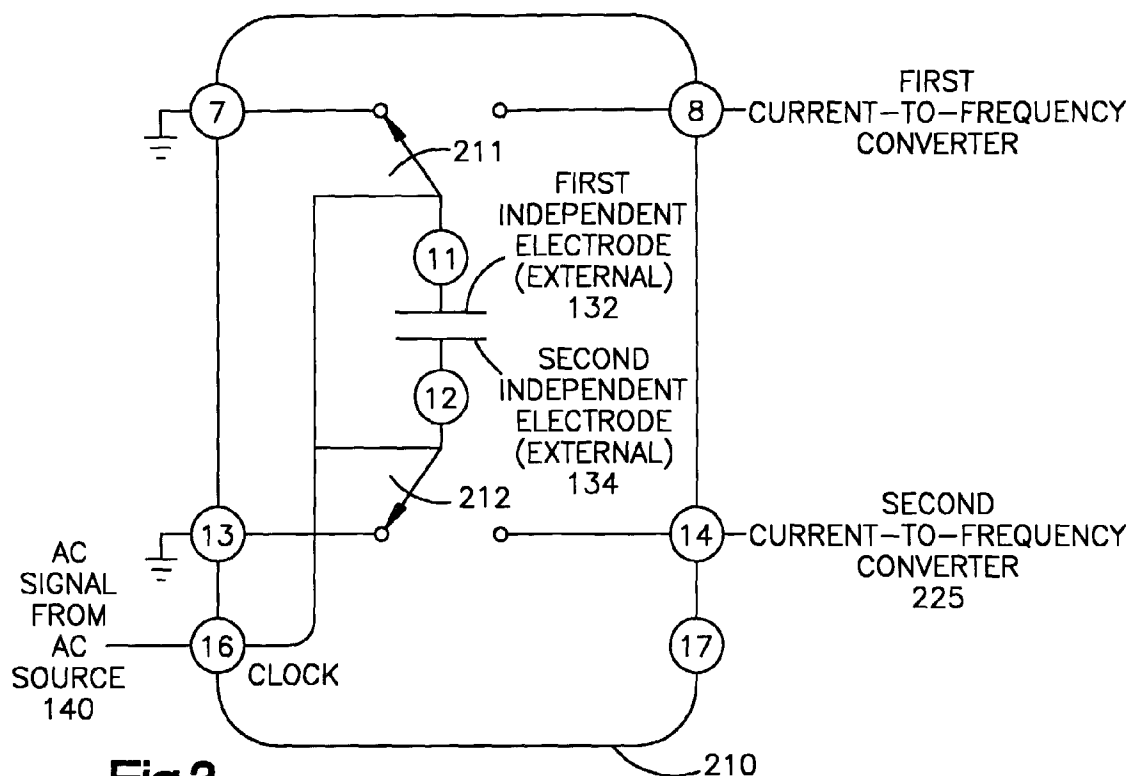 7
8
FIRST
CURRENT-TO-FREQUENCY
CONVERTER
211
FIRST
INDEPENDENT
ELECTRODE
(EXTERNAL)
132
11
SECOND
INDEPENDENT
ELECTRODE
(EXTERNAL)
134
12
212
13
14
SECOND
CURRENT-TO-FREQUENCY
CONVERTER
225
AC
SIGNAL
FROM
AC
SOURCE
140
16
CLOCK
17
210
Fig.2